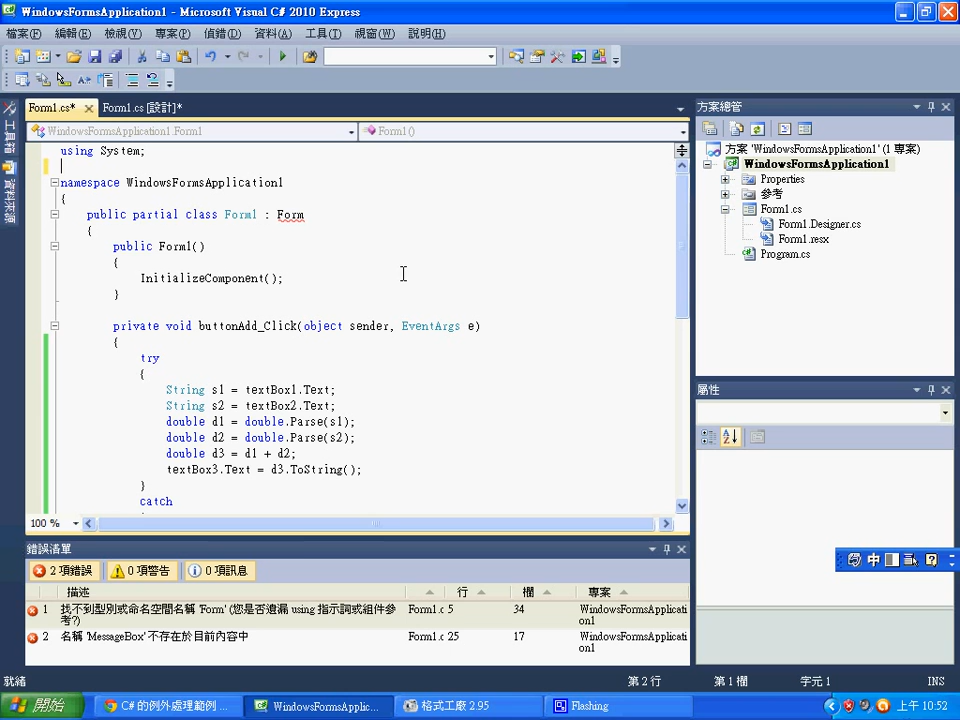 WindowsFormsApplication1 - Microsoft Visual C# 2010 Express
檔案(F) 編輯(E) 檢視(V) 專案(P) 偵錯(D) 資料(A) 工具(T) 視窗(W) 說明(H)
Form1.cs* Form1.cs [設計]*
WindowsFormsApplication1.Form1 Form1()
工具箱
資料來源
using System;
namespace WindowsFormsApplication1
{
public partial class Form1 : Form
{
public Form1()
{
InitializeComponent();
}
private void buttonAdd_Click(object sender, EventArgs e)
{
try
{
String s1 = textBox1.Text;
String s2 = textBox2.Text;
double d1 = double.Parse(s1);
double d2 = double.Parse(s2);
double d3 = d1 + d2;
textBox3.Text = d3.ToString();
}
catch
100 %
方案總管
方案 'WindowsFormsApplication1' (1 專案)
WindowsFormsApplication1
Properties
參考
Form1.cs
Form1.Designer.cs
Form1.resx
Program.cs
屬性
錯誤清單
2 項錯誤 0 項警告 0 項訊息
描述 行 欄 專案
1 找不到型別或命名空間名稱 'Form' (您是否遺漏 using 指示詞或組件參考?) Form1.c 5 34 WindowsFormsApplication1
2 名稱 'MessageBox' 不存在於目前內容中 Form1.c 25 17 WindowsFormsApplication1
中
就緒 第 2 行 第 1 欄 字元 1 INS
開始 C# 的例外處理範例 ... WindowsFormsApplic... 格式工廠 2.95 Flashing 上午 10:52